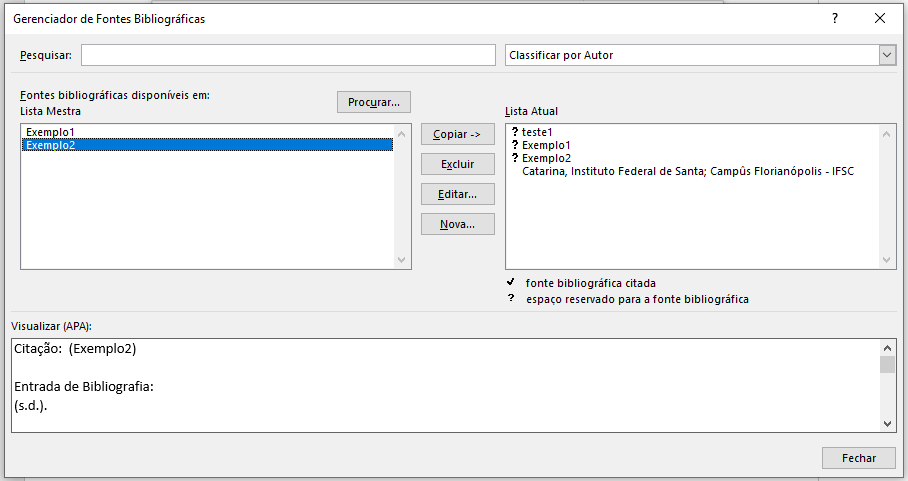 Gerenciador de Fontes Bibliográficas
?
Pesquisar:
Classificar por Autor
Fontes bibliográficas disponíveis em:
Lista Mestra
Procurar...
Lista Atual
Exemplo1
Exemplo2
Copiar ->
Excluir
Editar...
Nova...
? teste1
? Exemplo1
? Exemplo2
Catarina, Instituto Federal de Santa; Campûs Florianópolis - IFSC
✓ fonte bibliográfica citada
? espaço reservado para a fonte bibliográfica
Visualizar (APA):
Citação: (Exemplo2)
Entrada de Bibliografia:
(s.d.).
Fechar